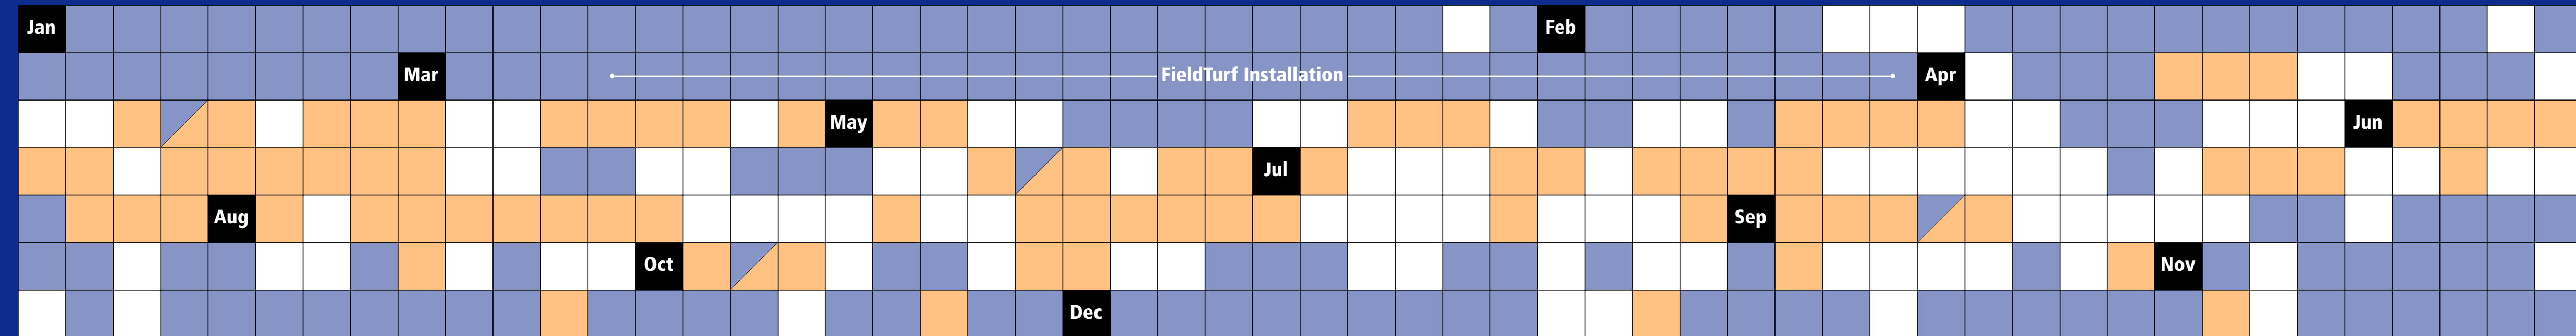 Jan Feb
Mar FieldTurf Installation Apr
May Jun
Jul
Aug Sep
Oct Nov
Dec